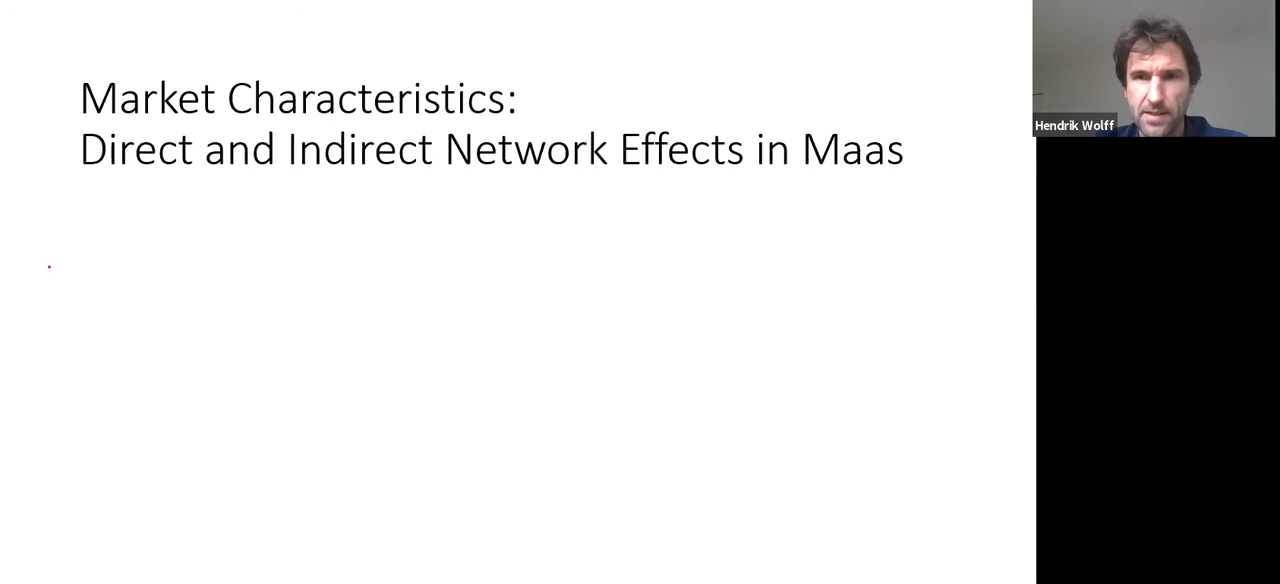 Market Characteristics:
Direct and Indirect Network Effects in Maas
Hendrik Wolff